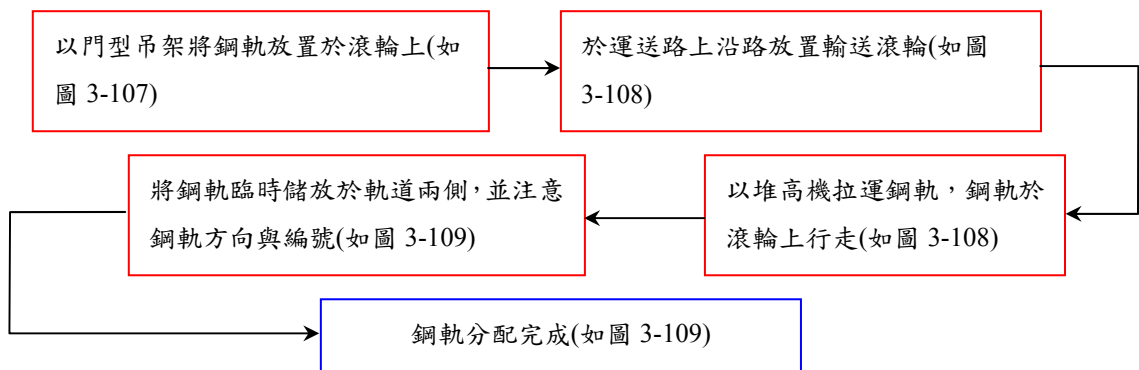 以門型吊架將鋼軌放置於滾輪上(如
圖 3-107)
於運送路上沿路放置輸送滾輪(如圖
3-108)
以堆高機拉運鋼軌，鋼軌於
滾輪上行走(如圖 3-108)
將鋼軌臨時儲放於軌道兩側，並注意
鋼軌方向與編號(如圖 3-109)
鋼軌分配完成(如圖 3-109)